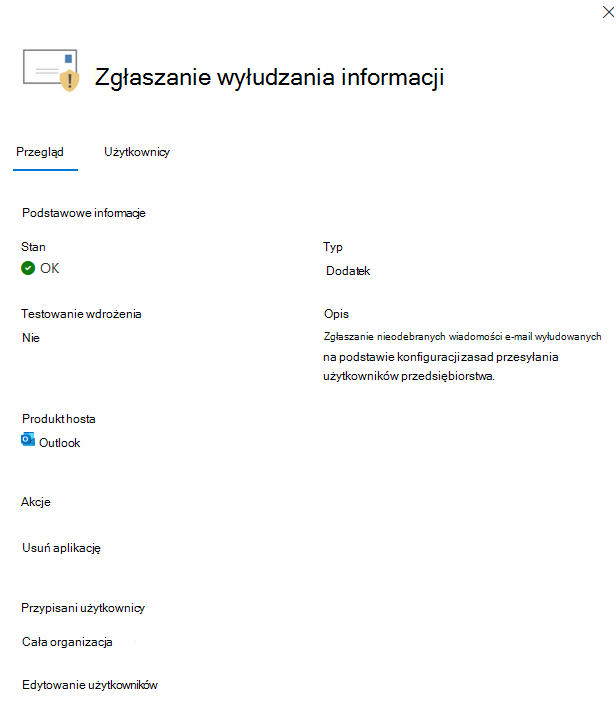 Zgłaszanie wyłudzania informacji
Przegląd
Użytkownicy
Podstawowe informacje
Stan
Typ
OK
Dodatek
Testowanie wdrożenia
Opis
Nie
Zgłaszanie nieodebranych wiadomości e-mail wyłudowanych
na podstawie konfiguracji zasad przesyłania
użytkowników przedsiębiorstwa.
Produkt hosta
Outlook
Akcje
Usuń aplikację
Przypisani użytkownicy
Cała organizacja
Edytowanie użytkowników